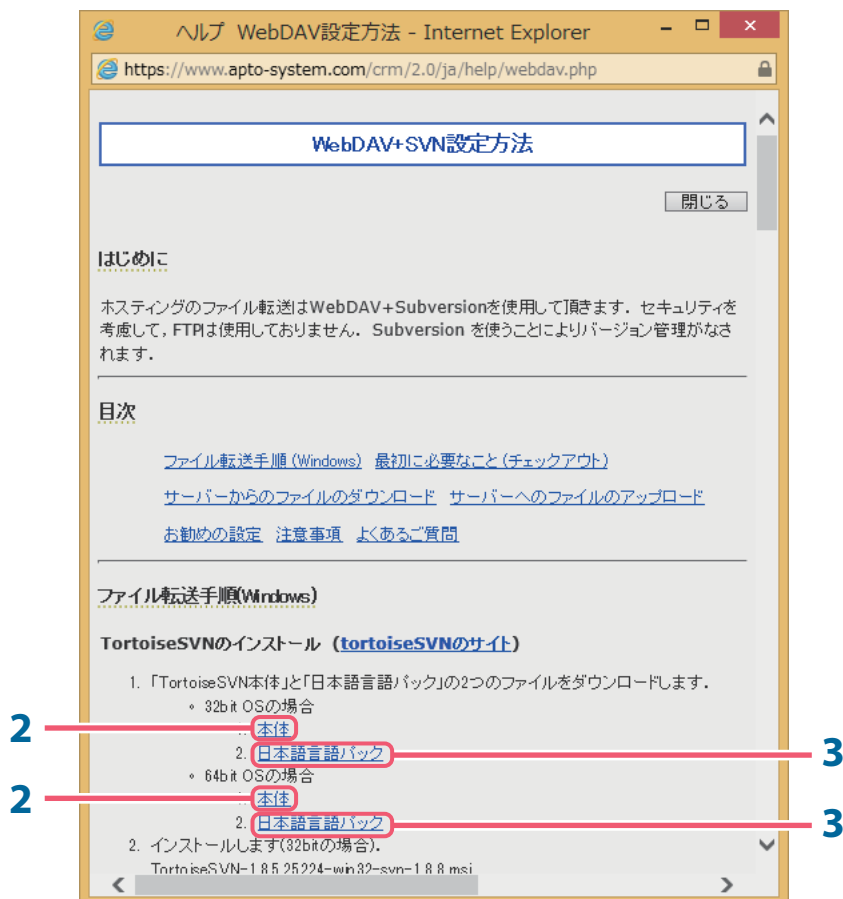 ヘルプ WebDAV設定方法 - Internet Explorer
https://www.apto-system.com/crm/2.0/ja/help/webdav.php
WebDAV+SVN設定方法
閉じる
はじめに
ホスティングのファイル転送はWebDAV+Subversionを使用して頂きます．セキュリティを
考慮して，FTPは使用しておりません．Subversion を使うことによりバージョン管理がなさ
れます．
目次
ファイル転送手順(Windows) 最初に必要なこと(チェックアウト)
サーバーからのファイルのダウンロード サーバーへのファイルのアップロード
お勧めの設定 注意事項 よくあるご質問
ファイル転送手順(Windows)
TortoiseSVNのインストール (tortoiseSVNのサイト)
1. 「TortoiseSVN本体」と「日本語言語パック」の2つのファイルをダウンロードします．
◦ 32bit OSの場合
2 本体
2. 日本語言語パック 3
◦ 64bit OSの場合
2 本体
2. 日本語言語パック 3
2. インストールします(32bitの場合)．
TortoiseSVN-1.8.5.25224-win32-svn-1.8.8.msi